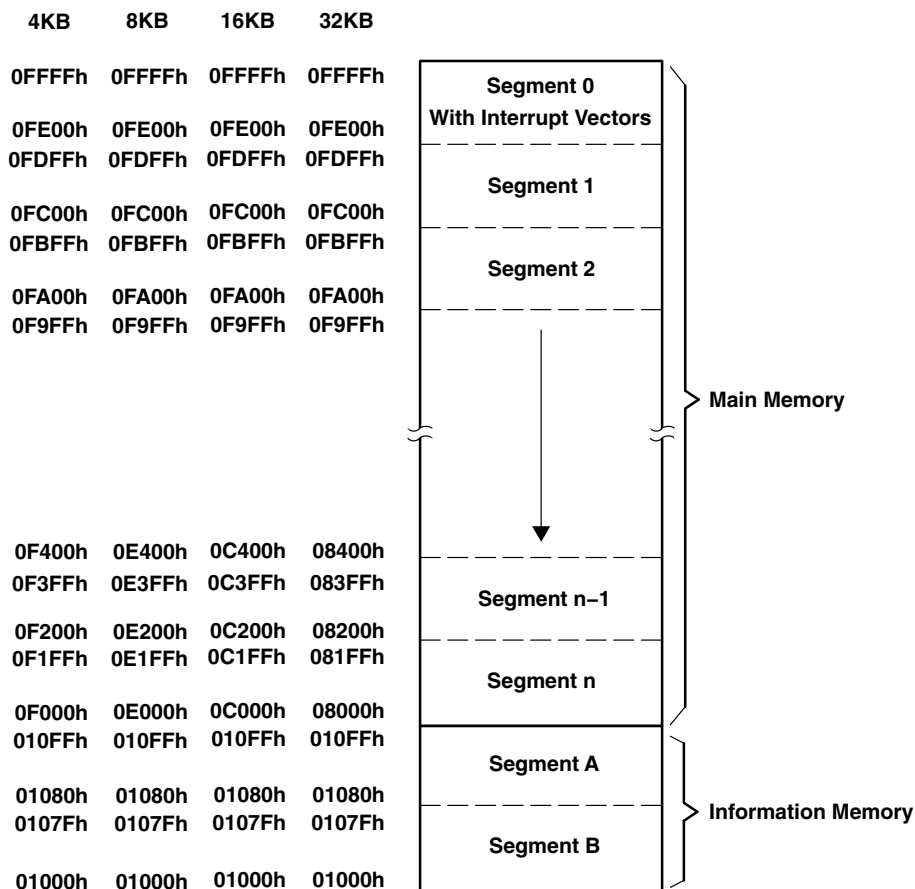 4KB 8KB 16KB 32KB
0FFFFh 0FFFFh 0FFFFh 0FFFFh
Segment 0
With Interrupt Vectors
0FE00h 0FE00h 0FE00h 0FE00h
0FDFFh 0FDFFh 0FDFFh 0FDFFh
Segment 1
0FC00h 0FC00h 0FC00h 0FC00h
0FBFFh 0FBFFh 0FBFFh 0FBFFh
Segment 2
0FA00h 0FA00h 0FA00h 0FA00h
0F9FFh 0F9FFh 0F9FFh 0F9FFh
Main Memory
0F400h 0E400h 0C400h 08400h
0F3FFh 0E3FFh 0C3FFh 083FFh
Segment n−1
0F200h 0E200h 0C200h 08200h
0F1FFh 0E1FFh 0C1FFh 081FFh
Segment n
0F000h 0E000h 0C000h 08000h
010FFh 010FFh 010FFh 010FFh
Segment A
01080h 01080h 01080h 01080h
0107Fh 0107Fh 0107Fh 0107Fh
Information Memory
Segment B
01000h 01000h 01000h 01000h